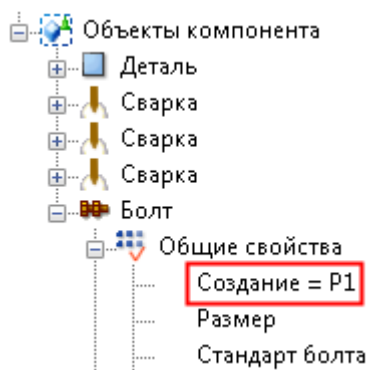 Объекты компонента
Деталь
Сварка
Сварка
Сварка
Болт
Общие свойства
Создание = P1
Размер
Стандарт болта